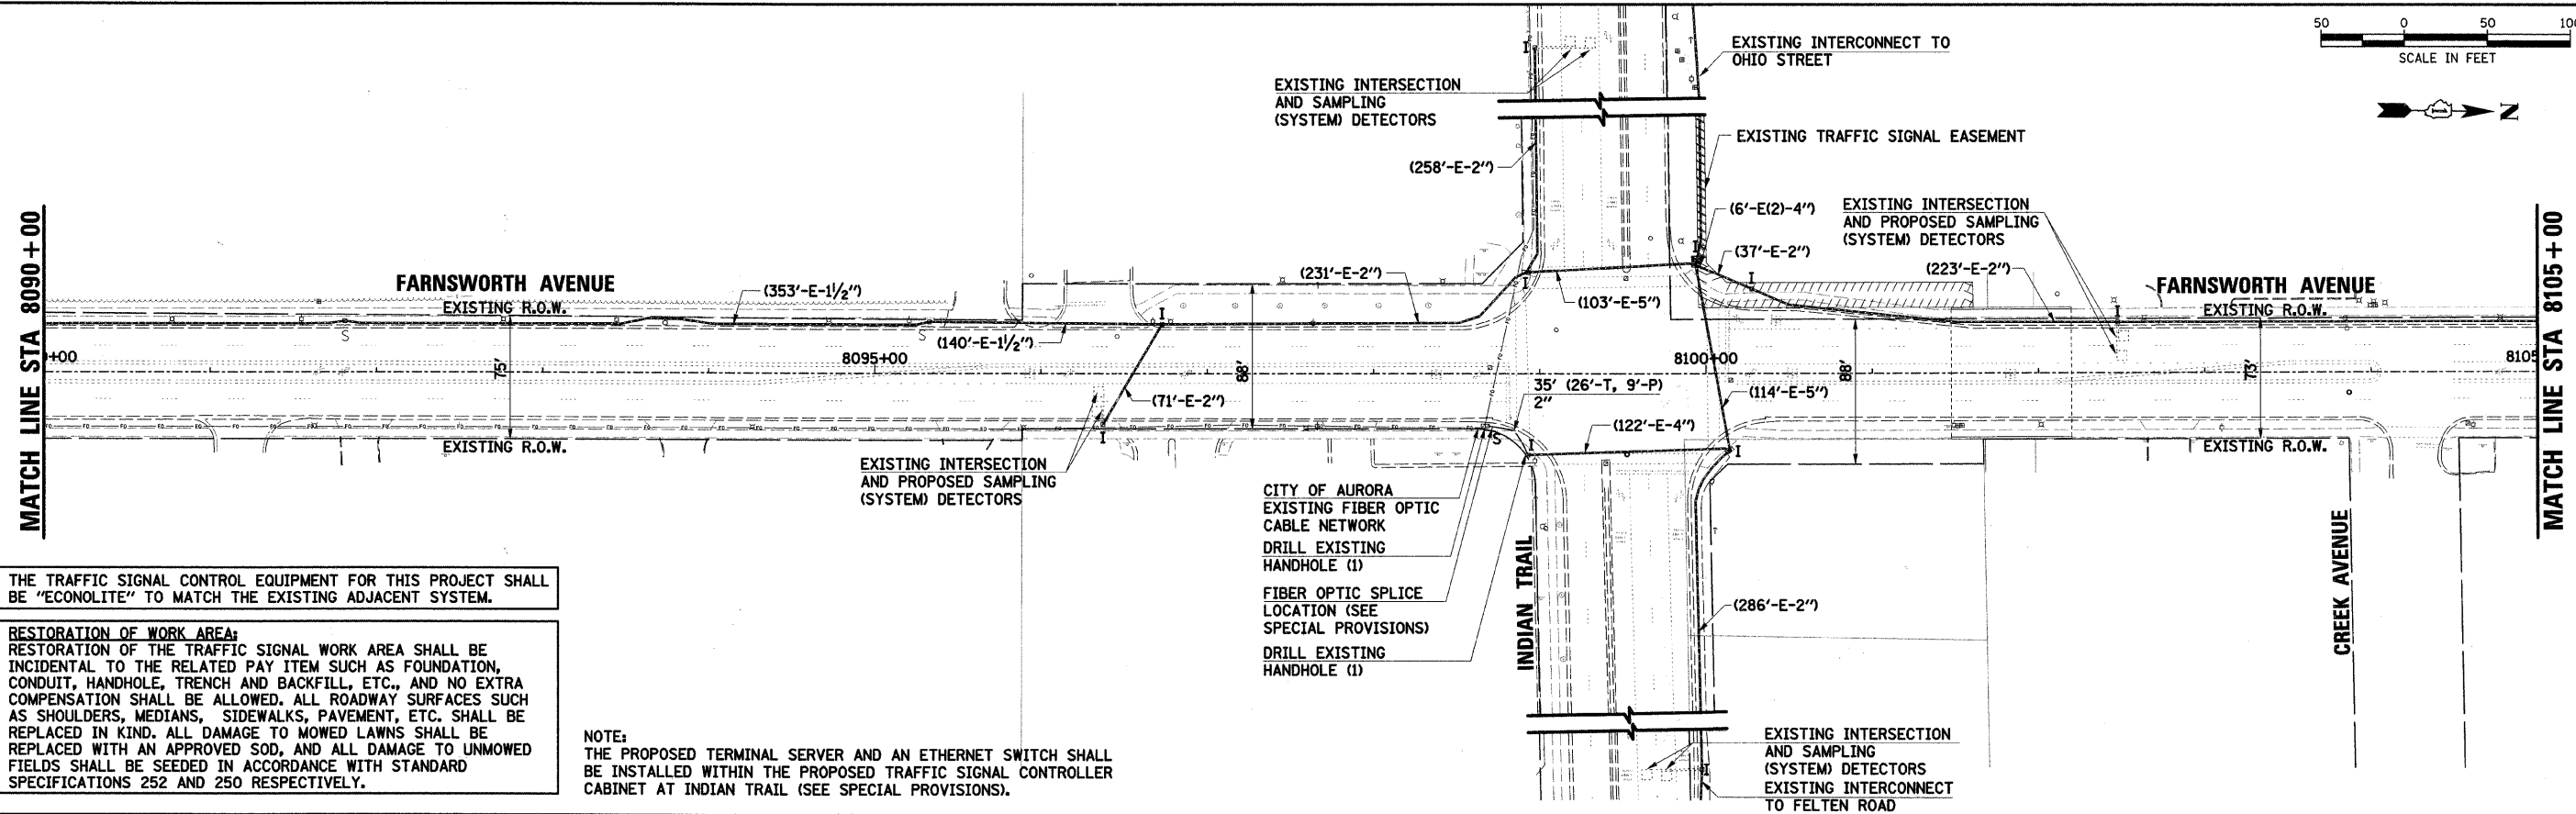 50 0 50 100
SCALE IN FEET
N
EXISTING INTERCONNECT TO
OHIO STREET
EXISTING INTERSECTION
AND SAMPLING
(SYSTEM) DETECTORS
EXISTING TRAFFIC SIGNAL EASEMENT
(258'-E-2")
(6'-E(2)-4")
EXISTING INTERSECTION
AND PROPOSED SAMPLING
(SYSTEM) DETECTORS
(37'-E-2")
(223'-E-2")
MATCH LINE STA 8090+00
FARNSWORTH AVENUE
EXISTING R.O.W.
(353'-E-1½")
(231'-E-2")
(103'-E-5")
FARNSWORTH AVENUE
EXISTING R.O.W.
MATCH LINE STA 8105+00
(140'-E-1½")
+00
8095+00
8100+00
8105
75'
88'
88'
73'
(71'-E-2")
35' (26'-T, 9'-P)
2"
(114'-E-5")
(122'-E-4")
EXISTING R.O.W.
EXISTING R.O.W.
EXISTING INTERSECTION
AND PROPOSED SAMPLING
(SYSTEM) DETECTORS
CITY OF AURORA
EXISTING FIBER OPTIC
CABLE NETWORK
DRILL EXISTING
HANDHOLE (1)
FIBER OPTIC SPLICE
LOCATION (SEE
SPECIAL PROVISIONS)
DRILL EXISTING
HANDHOLE (1)
INDIAN TRAIL
(286'-E-2")
CREEK AVENUE
THE TRAFFIC SIGNAL CONTROL EQUIPMENT FOR THIS PROJECT SHALL
BE "ECONOLITE" TO MATCH THE EXISTING ADJACENT SYSTEM.
RESTORATION OF WORK AREA:
RESTORATION OF THE TRAFFIC SIGNAL WORK AREA SHALL BE
INCIDENTAL TO THE RELATED PAY ITEM SUCH AS FOUNDATION,
CONDUIT, HANDHOLE, TRENCH AND BACKFILL, ETC., AND NO EXTRA
COMPENSATION SHALL BE ALLOWED. ALL ROADWAY SURFACES SUCH
AS SHOULDERS, MEDIANS, SIDEWALKS, PAVEMENT, ETC. SHALL BE
REPLACED IN KIND. ALL DAMAGE TO MOWED LAWNS SHALL BE
REPLACED WITH AN APPROVED SOD, AND ALL DAMAGE TO UNMOWED
FIELDS SHALL BE SEEDED IN ACCORDANCE WITH STANDARD
SPECIFICATIONS 252 AND 250 RESPECTIVELY.
NOTE:
THE PROPOSED TERMINAL SERVER AND AN ETHERNET SWITCH SHALL
BE INSTALLED WITHIN THE PROPOSED TRAFFIC SIGNAL CONTROLLER
CABINET AT INDIAN TRAIL (SEE SPECIAL PROVISIONS).
EXISTING INTERSECTION
AND SAMPLING
(SYSTEM) DETECTORS
EXISTING INTERCONNECT
TO FELTEN ROAD